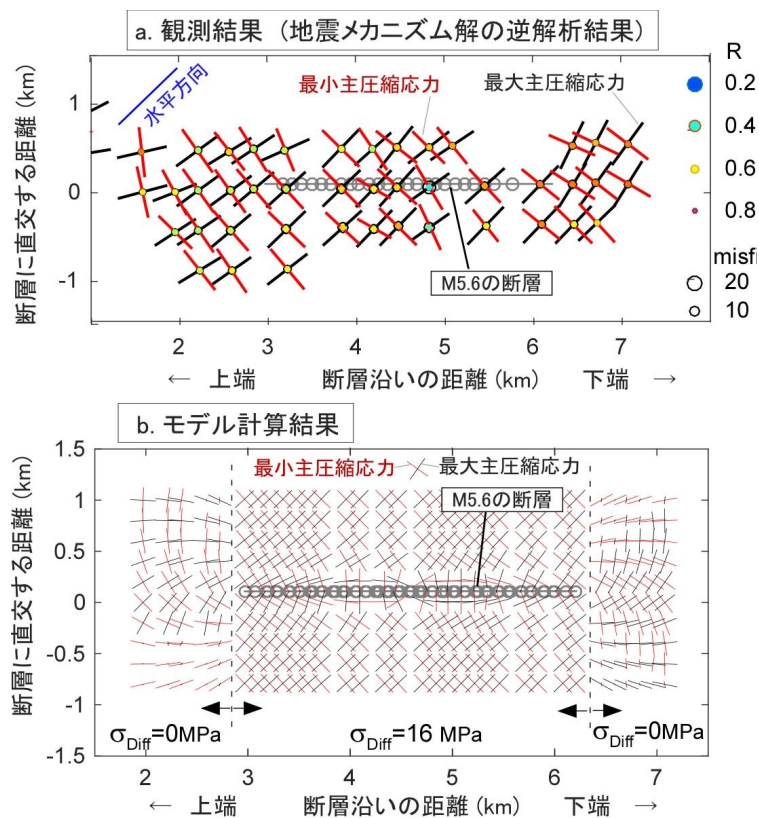 a. 観測結果 (地震メカニズム解の逆解析結果)
水平方向
最小主圧縮応力
最大主圧縮応力
R
0.2
0.4
0.6
0.8
misfi
20
10
断層に直交する距離 (km)
1
0
-1
M5.6の断層
2 3 4 5 6 7
← 上端 断層沿いの距離 (km) 下端 →
b. モデル計算結果
最小主圧縮応力 最大主圧縮応力
M5.6の断層
断層に直交する距離 (km)
1.5
1
0.5
0
-0.5
-1
-1.5
σDiff=0MPa σDiff=16 MPa σDiff=0MPa
2 3 4 5 6 7
← 上端 断層沿いの距離 (km) 下端 →